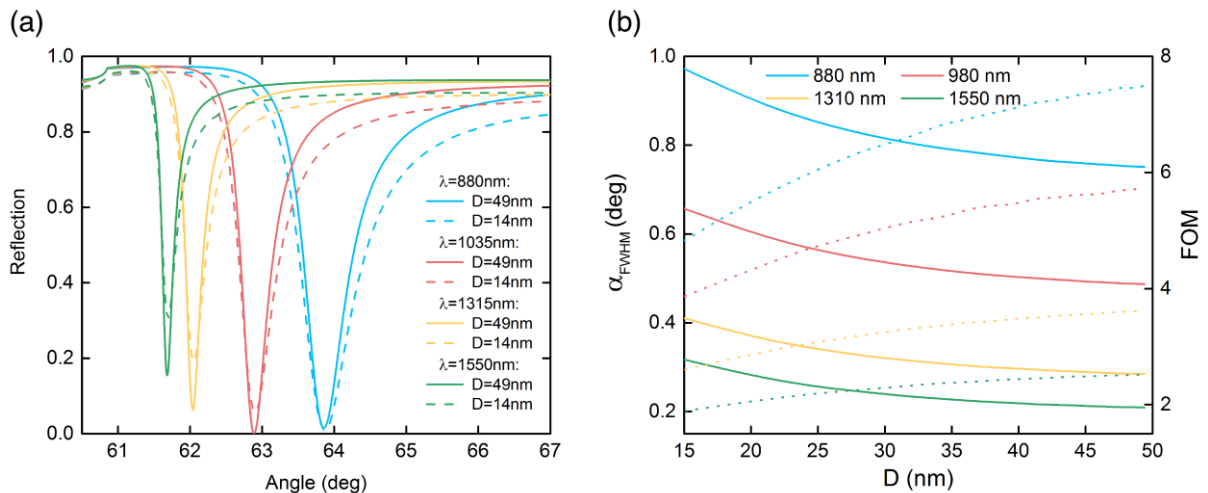 (a)
1.0
0.8
0.6
0.4
0.2
0.0
Reflection
61 62 63 64 65 66 67
Angle (deg)
λ=880nm:
D=49nm
D=14nm
λ=1035nm:
D=49nm
D=14nm
λ=1315nm:
D=49nm
D=14nm
λ=1550nm:
D=49nm
D=14nm
(b)
1.0
0.8
0.6
0.4
0.2
αFWHM (deg)
880 nm 980 nm
1310 nm 1550 nm
8
6
4
2
FOM
15 20 25 30 35 40 45 50
D (nm)